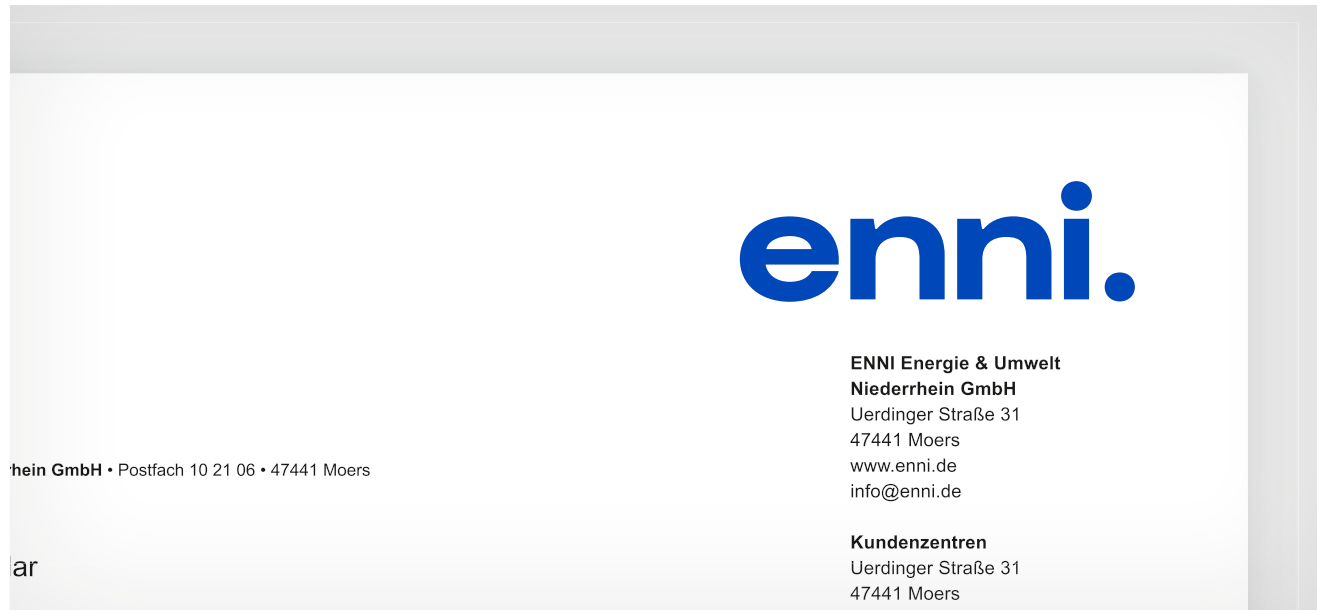 enni.
ENNI Energie & Umwelt
Niederrhein GmbH
Uerdinger Straße 31
47441 Moers
www.enni.de
info@enni.de
GmbH • Postfach 10 21 06 • 47441 Moers
Kundenzentren
Uerdinger Straße 31
47441 Moers